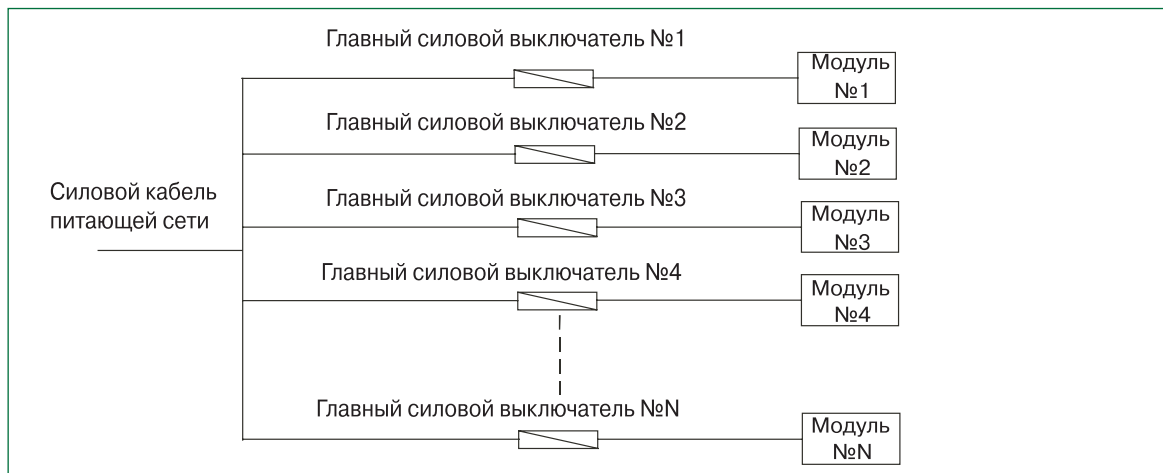 Главный силовой выключатель №1
Модуль
№1
Главный силовой выключатель №2
Модуль
№2
Силовой кабель
питающей сети
Главный силовой выключатель №3
Модуль
№3
Главный силовой выключатель №4
Модуль
№4
Главный силовой выключатель №N
Модуль
№N